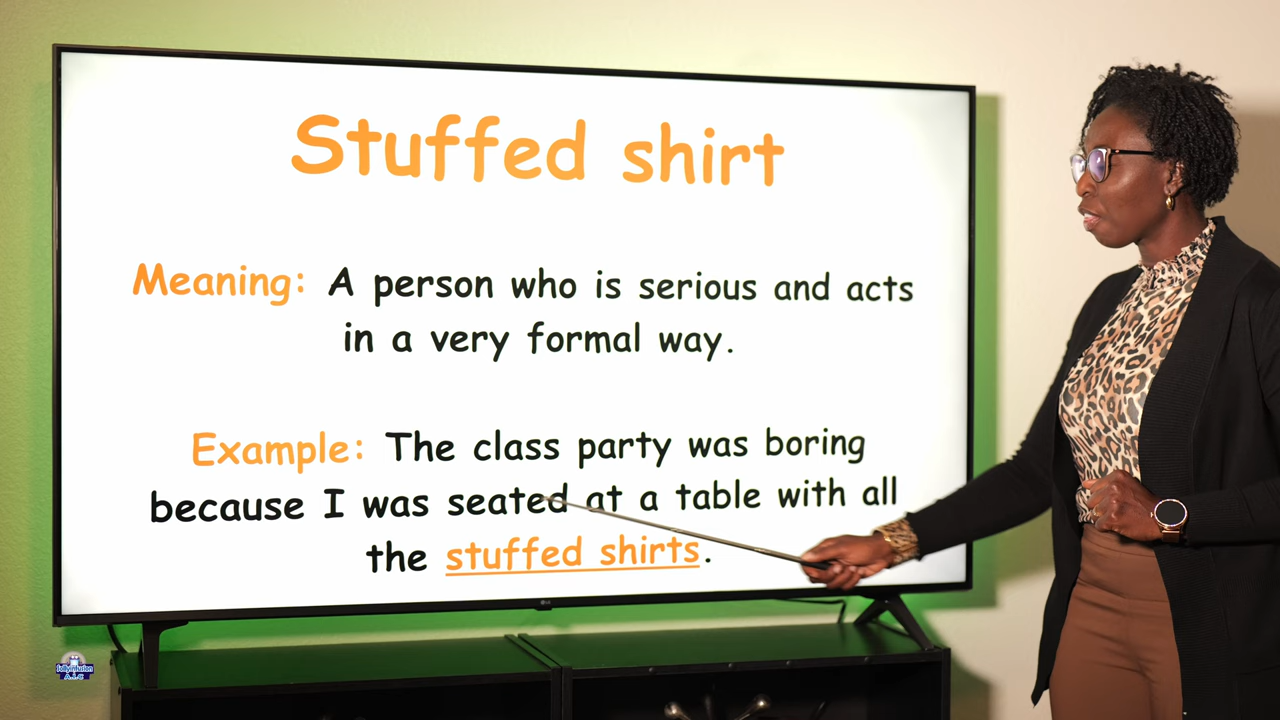 Stuffed shirt
Meaning: A person who is serious and acts
in a very formal way.
Example: The class party was boring
because I was seated at a table with all
the stuffed shirts.